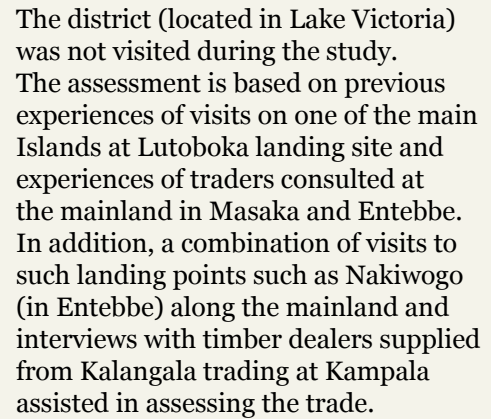 The district (located in Lake Victoria)
was not visited during the study.
The assessment is based on previous
experiences of visits on one of the main
Islands at Lutoboka landing site and
experiences of traders consulted at
the mainland in Masaka and Entebbe.
In addition, a combination of visits to
such landing points such as Nakiwogo
(in Entebbe) along the mainland and
interviews with timber dealers supplied
from Kalangala trading at Kampala
assisted in assessing the trade.